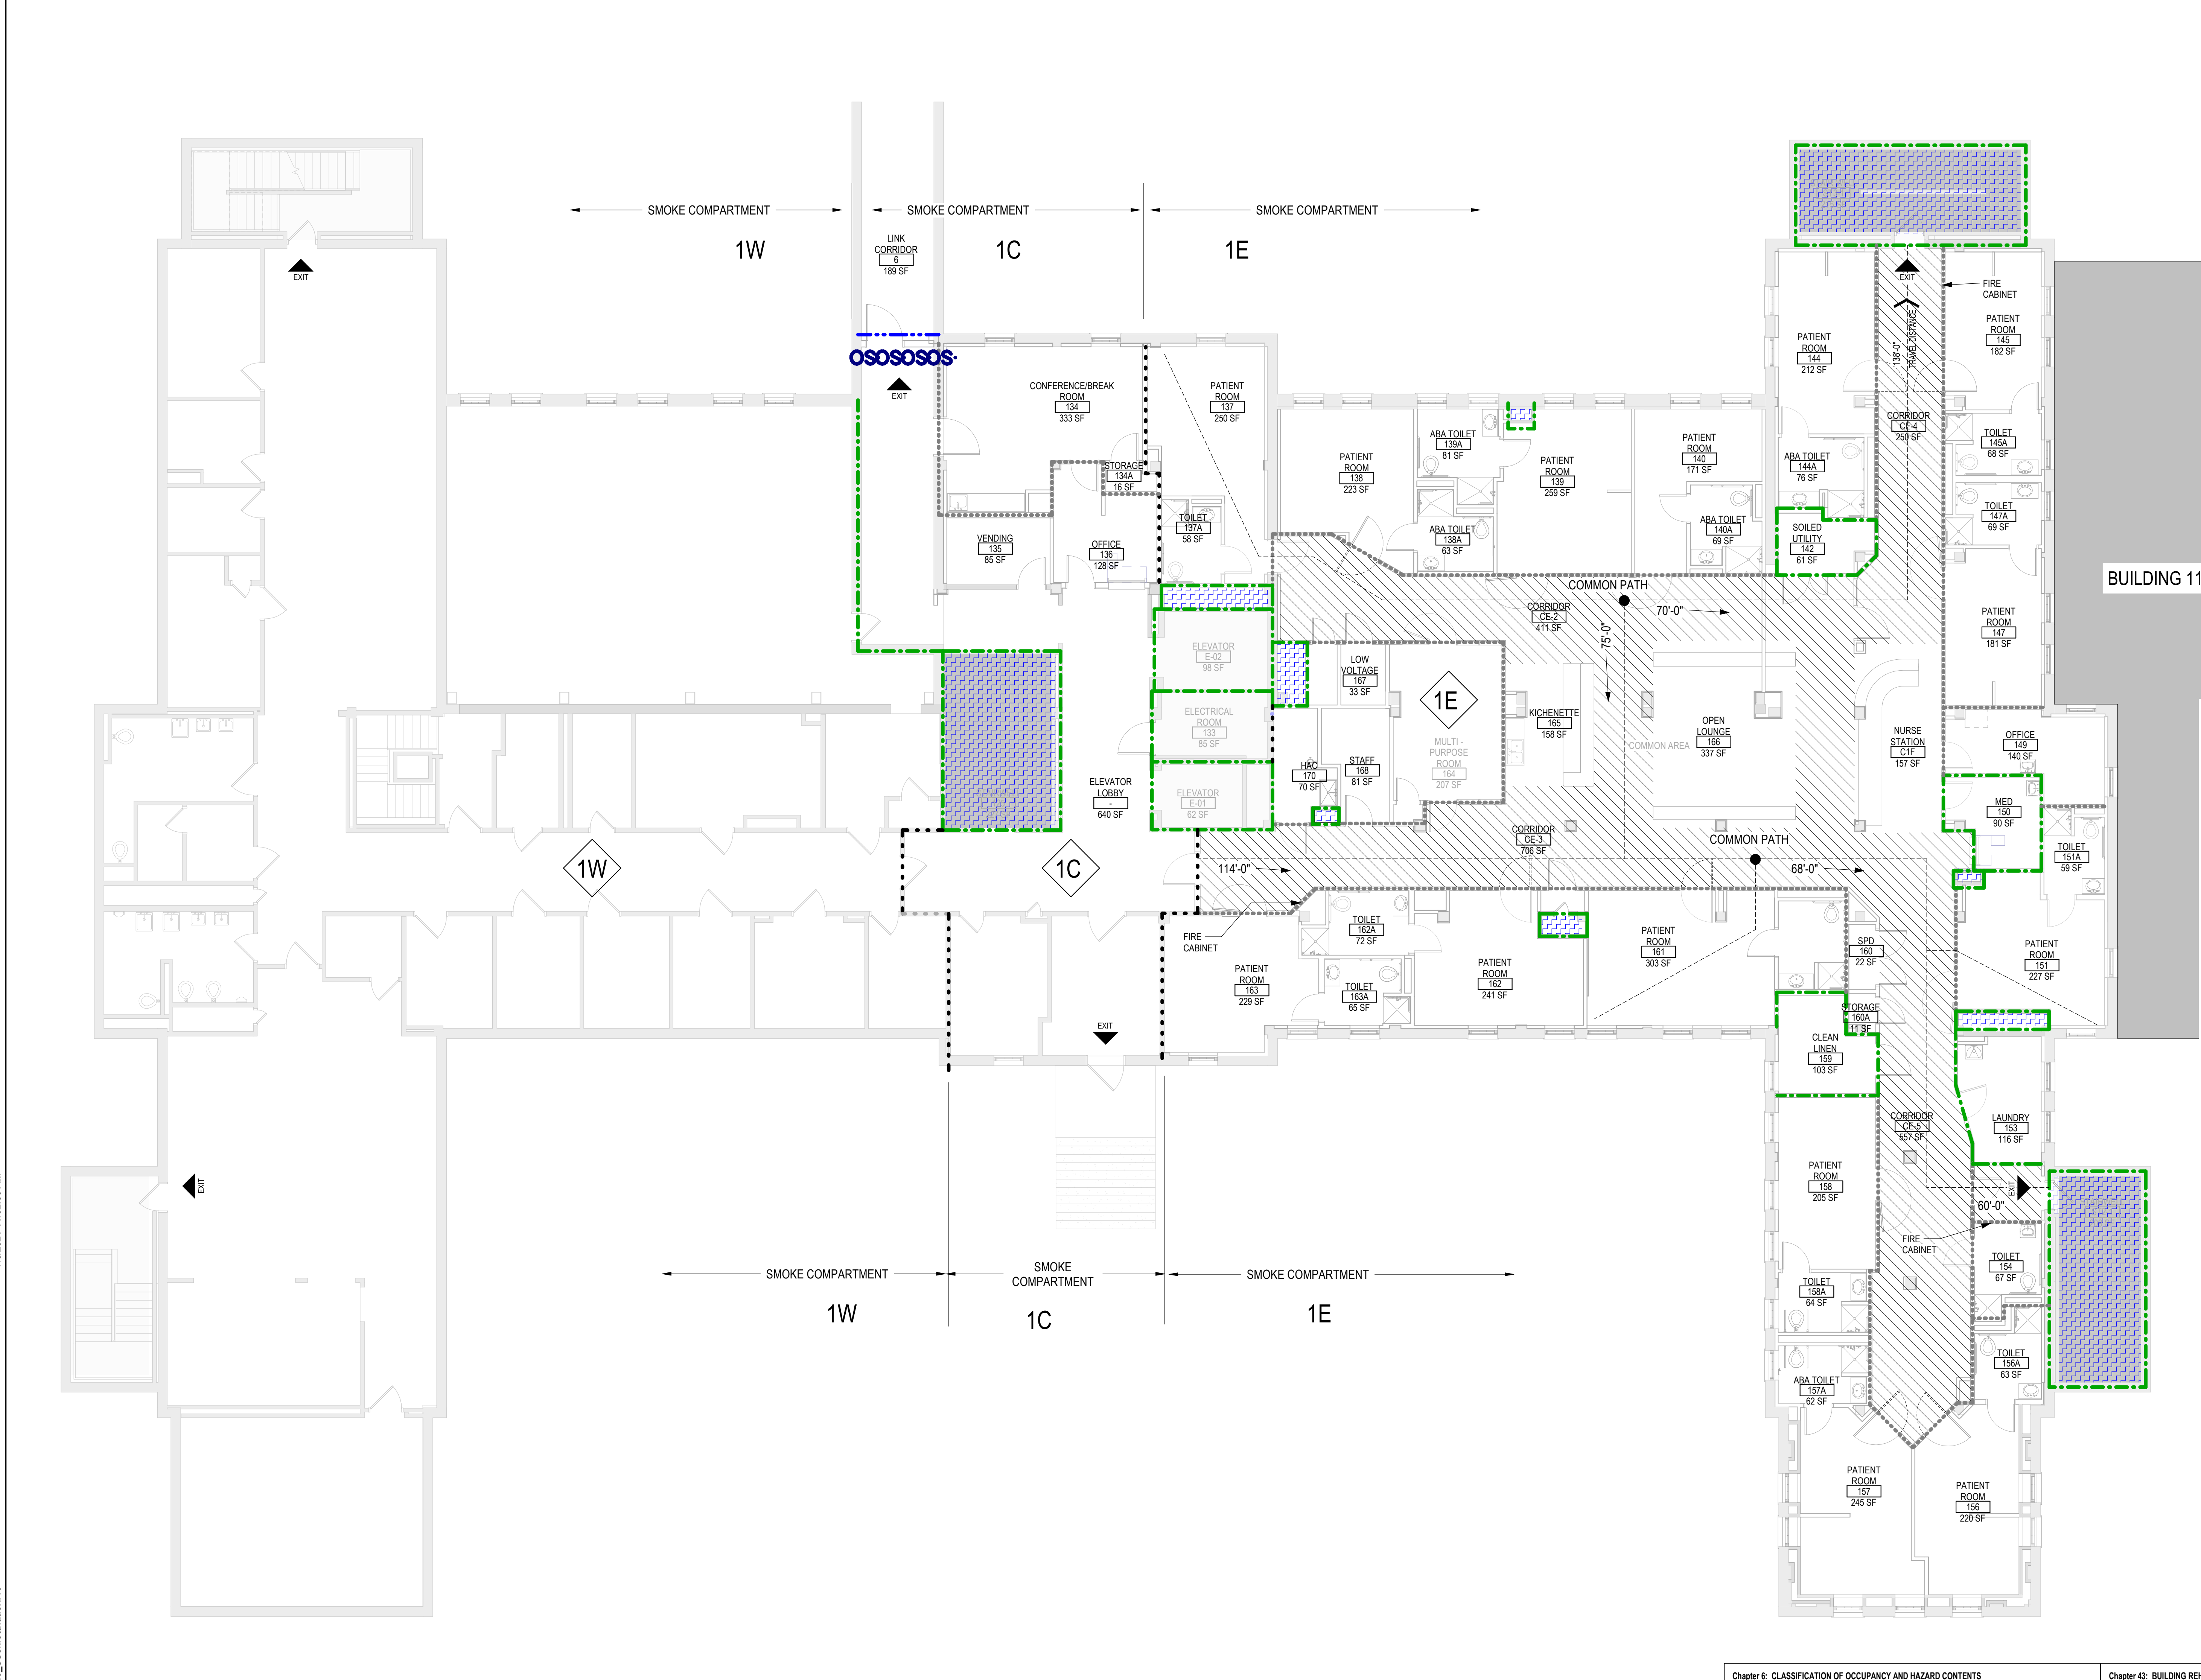 SMOKE COMPARTMENT
1W
SMOKE COMPARTMENT
1C
SMOKE COMPARTMENT
1E
LINK
CORRIDOR
6
189 SF
EXIT
EXIT
EXIT
FIRE
CABINET
138'-0"
TRAVEL DISTANCE
PATIENT
ROOM
144
212 SF
PATIENT
ROOM
145
182 SF
CONFERENCE/BREAK
ROOM
134
333 SF
PATIENT
ROOM
137
250 SF
STORAGE
134A
16 SF
PATIENT
ROOM
138
223 SF
ABA TOILET
139A
81 SF
PATIENT
ROOM
139
259 SF
PATIENT
ROOM
140
171 SF
ABA TOILET
144A
76 SF
CORRIDOR
CE-4
250 SF
TOILET
145A
68 SF
VENDING
135
85 SF
OFFICE
136
128 SF
TOILET
137A
58 SF
ABA TOILET
138A
63 SF
ABA TOILET
140A
69 SF
SOILED
UTILITY
142
61 SF
TOILET
147A
69 SF
BUILDING 11
COMMON PATH
CORRIDOR
CE-2
411 SF
70'-0"
75'-0"
PATIENT
ROOM
147
181 SF
ELEVATOR
E-02
98 SF
LOW
VOLTAGE
167
33 SF
1E
ELECTRICAL
ROOM
133
85 SF
KICHENETTE
165
158 SF
COMMON AREA
OPEN
LOUNGE
166
337 SF
NURSE
STATION
C1F
157 SF
OFFICE
149
140 SF
MULTI -
PURPOSE
ROOM
164
207 SF
HAC
170
70 SF
STAFF
168
81 SF
ELEVATOR
LOBBY
-
640 SF
ELEVATOR
E-01
62 SF
MED
150
90 SF
CORRIDOR
CE-3
706 SF
COMMON PATH
TOILET
151A
59 SF
1W
1C
114'-0"
68'-0"
FIRE
CABINET
TOILET
162A
72 SF
PATIENT
ROOM
163
229 SF
TOILET
163A
65 SF
PATIENT
ROOM
162
241 SF
PATIENT
ROOM
161
303 SF
SPD
160
22 SF
PATIENT
ROOM
151
227 SF
STORAGE
160A
11 SF
EXIT
CLEAN
LINEN
159
103 SF
CORRIDOR
CE-5
557 SF
LAUNDRY
153
116 SF
EXIT
PATIENT
ROOM
158
205 SF
EXIT
60'-0"
FIRE
CABINET
TOILET
154
67 SF
SMOKE COMPARTMENT
1W
SMOKE
COMPARTMENT
1C
SMOKE COMPARTMENT
1E
TOILET
158A
64 SF
TOILET
156A
63 SF
ABA TOILET
157A
62 SF
PATIENT
ROOM
157
245 SF
PATIENT
ROOM
156
220 SF
Chapter 6: CLASSIFICATION OF OCCUPANCY AND HAZARD CONTENTS
Chapter 43: BUILDING